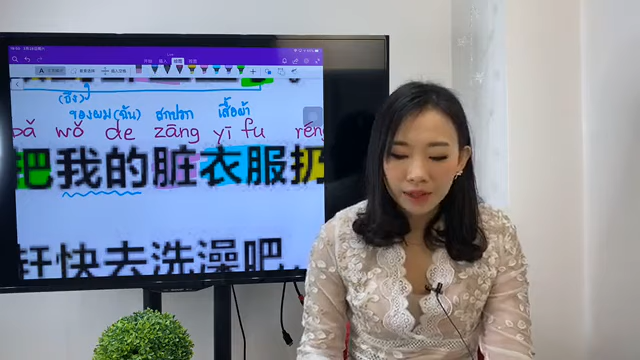 (ซึ่ง)
ของผม(ฉัน) สกปรก เสื้อผ้า
bǎ wǒ de zāng yī fu rēng
把我的脏衣服扔
赶快去洗澡吧